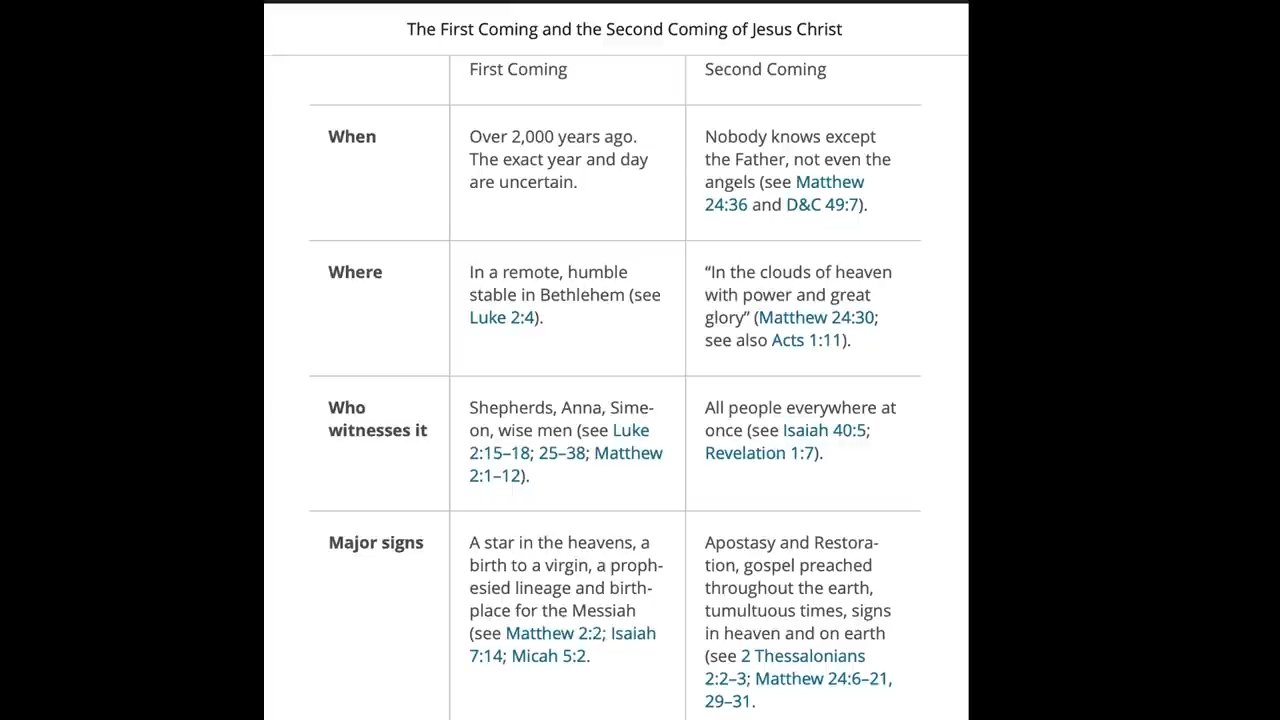 The First Coming and the Second Coming of Jesus Christ
First Coming
Second Coming
When
Over 2,000 years ago.
The exact year and day
are uncertain.
Nobody knows except
the Father, not even the
angels (see Matthew
24:36 and D&C 49:7).
Where
In a remote, humble
stable in Bethlehem (see
Luke 2:4).
“In the clouds of heaven
with power and great
glory” (Matthew 24:30;
see also Acts 1:11).
Who
witnesses it
Shepherds, Anna, Sime-
on, wise men (see Luke
2:15–18; 25–38; Matthew
2:1–12).
All people everywhere at
once (see Isaiah 40:5;
Revelation 1:7).
Major signs
A star in the heavens, a
birth to a virgin, a proph-
esied lineage and birth-
place for the Messiah
(see Matthew 2:2; Isaiah
7:14; Micah 5:2.
Apostasy and Restora-
tion, gospel preached
throughout the earth,
tumultuous times, signs
in heaven and on earth
(see 2 Thessalonians
2:2–3; Matthew 24:6–21,
29–31.